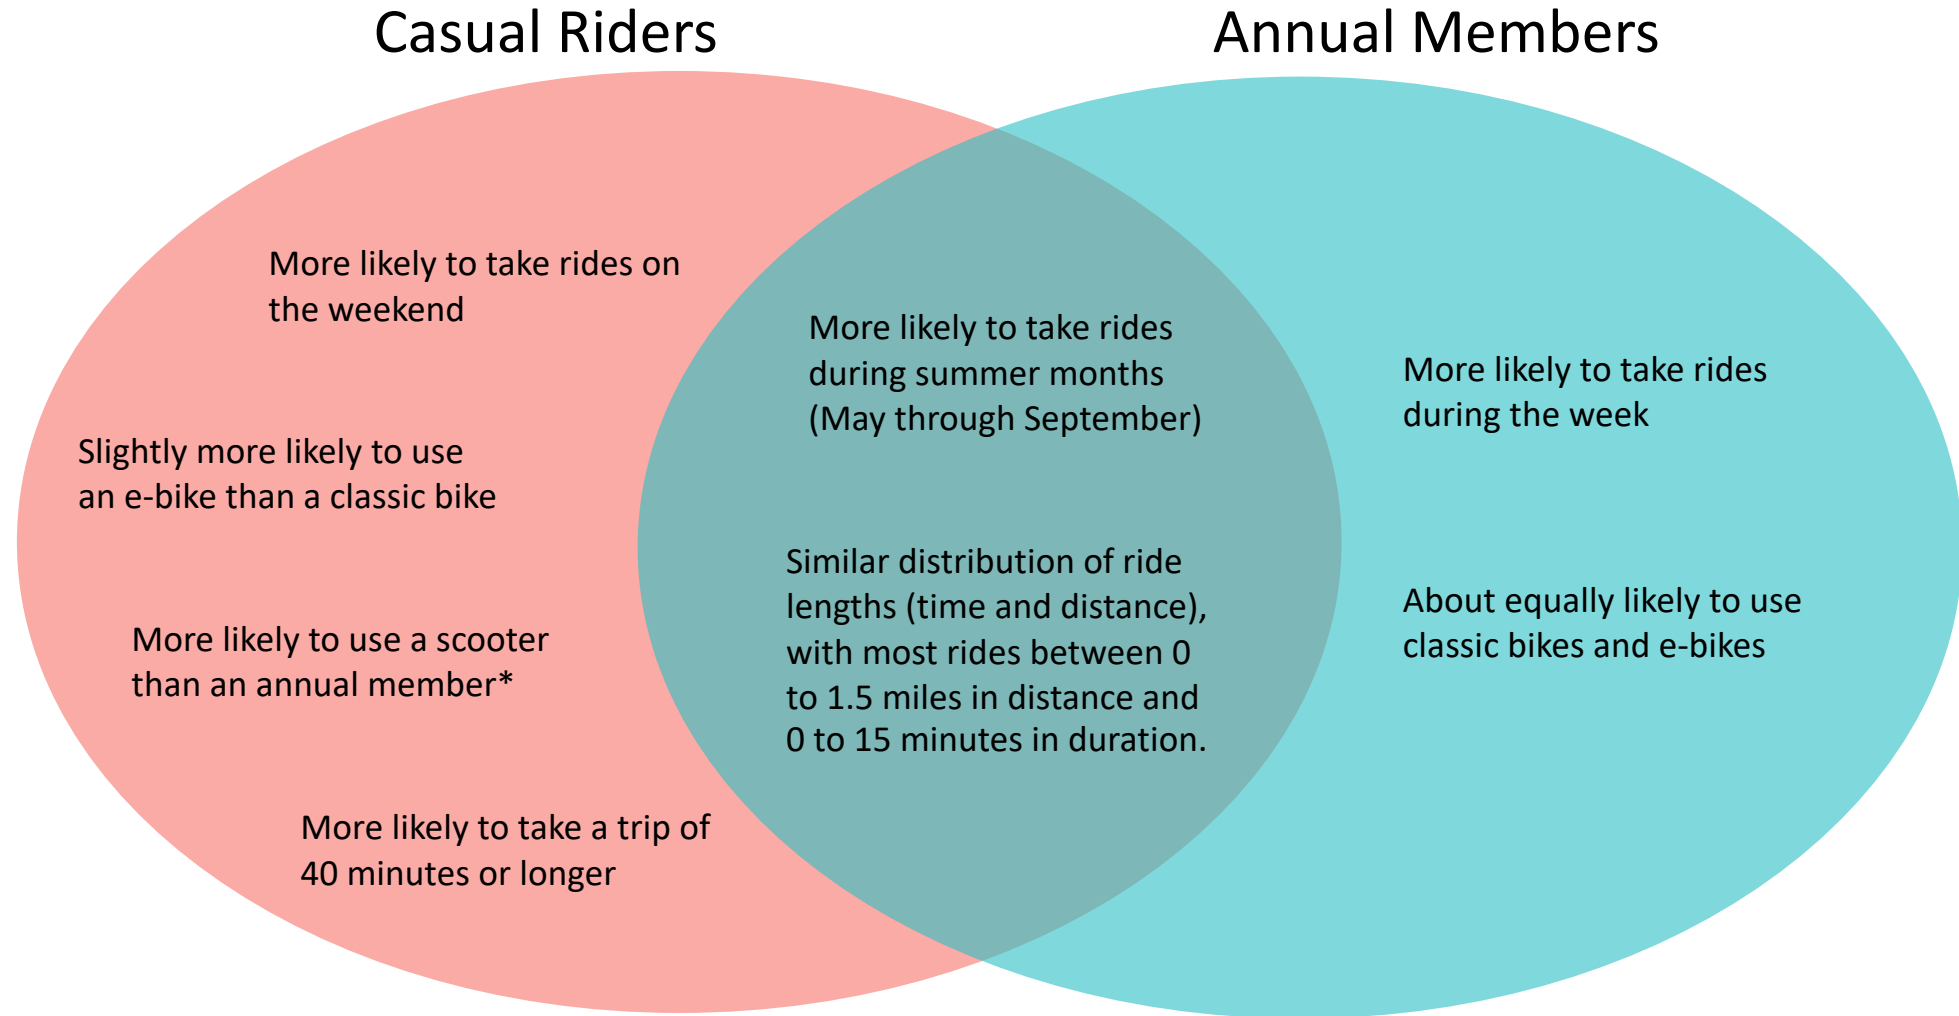 Casual Riders
Annual Members
More likely to take rides on
the weekend
Slightly more likely to use
an e-bike than a classic bike
More likely to use a scooter
than an annual member*
More likely to take a trip of
40 minutes or longer
More likely to take rides
during summer months
(May through September)
Similar distribution of ride
lengths (time and distance),
with most rides between 0
to 1.5 miles in distance and
0 to 15 minutes in duration.
More likely to take rides
during the week
About equally likely to use
classic bikes and e-bikes